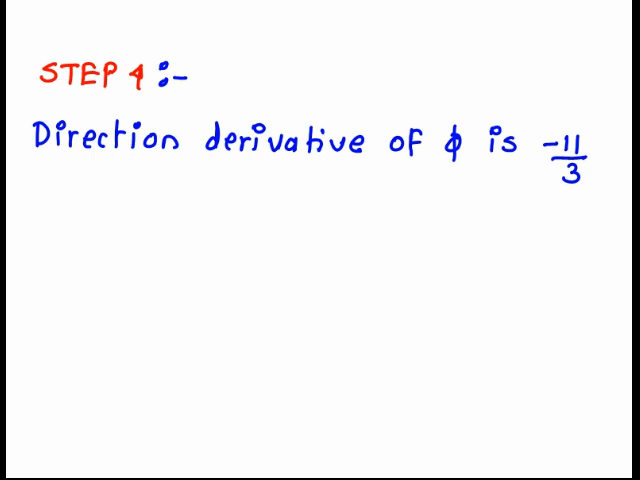 STEP 4 :-
Direction derivative of ϕ is -11/3